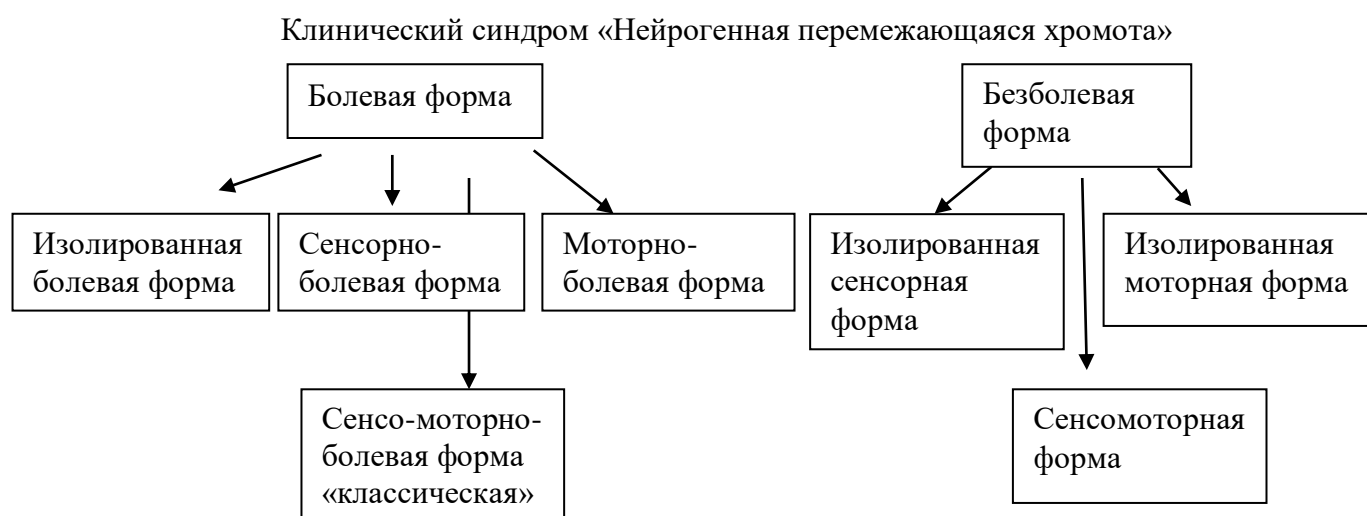 Клинический синдром «Нейрогенная перемежающаяся хромота»
Болевая форма
Безболевая
форма
Изолированная
болевая форма
Сенсорно-
болевая форма
Моторно-
болевая форма
Изолированная
сенсорная
форма
Изолированная
моторная форма
Сенсо-моторно-
болевая форма
«классическая»
Сенсомоторная
форма